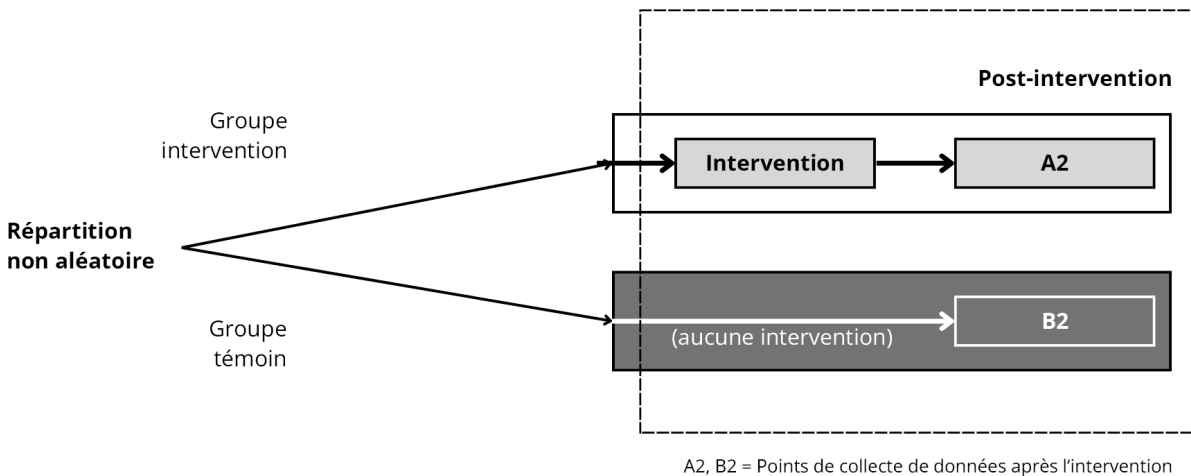 Post-intervention
Groupe
intervention
Intervention
A2
Répartition
non aléatoire
Groupe
témoin
(aucune intervention)
B2
A2, B2 = Points de collecte de données après l'intervention